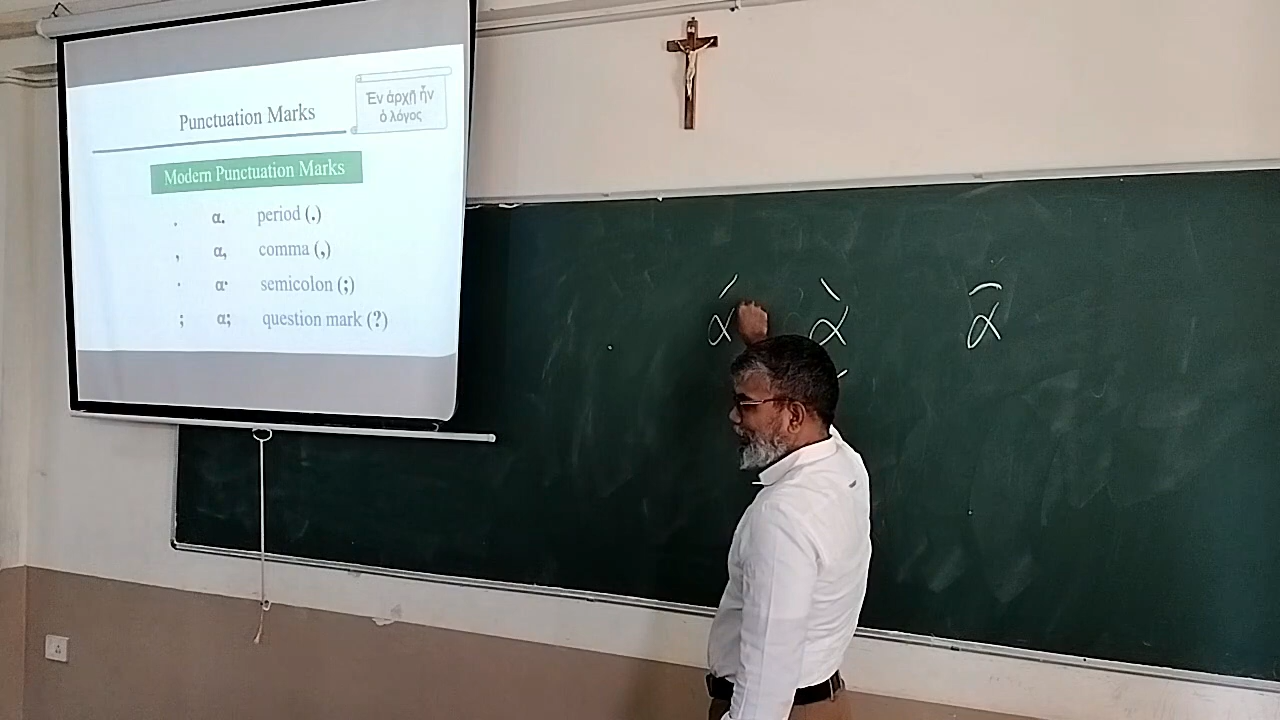 Punctuation Marks
Ἐν ἀρχῇ ἦν
ὁ λόγος
Modern Punctuation Marks
. α. period (.)
, α, comma (,)
· α· semicolon (;)
; α; question mark (?)
ά ὰ ᾶ